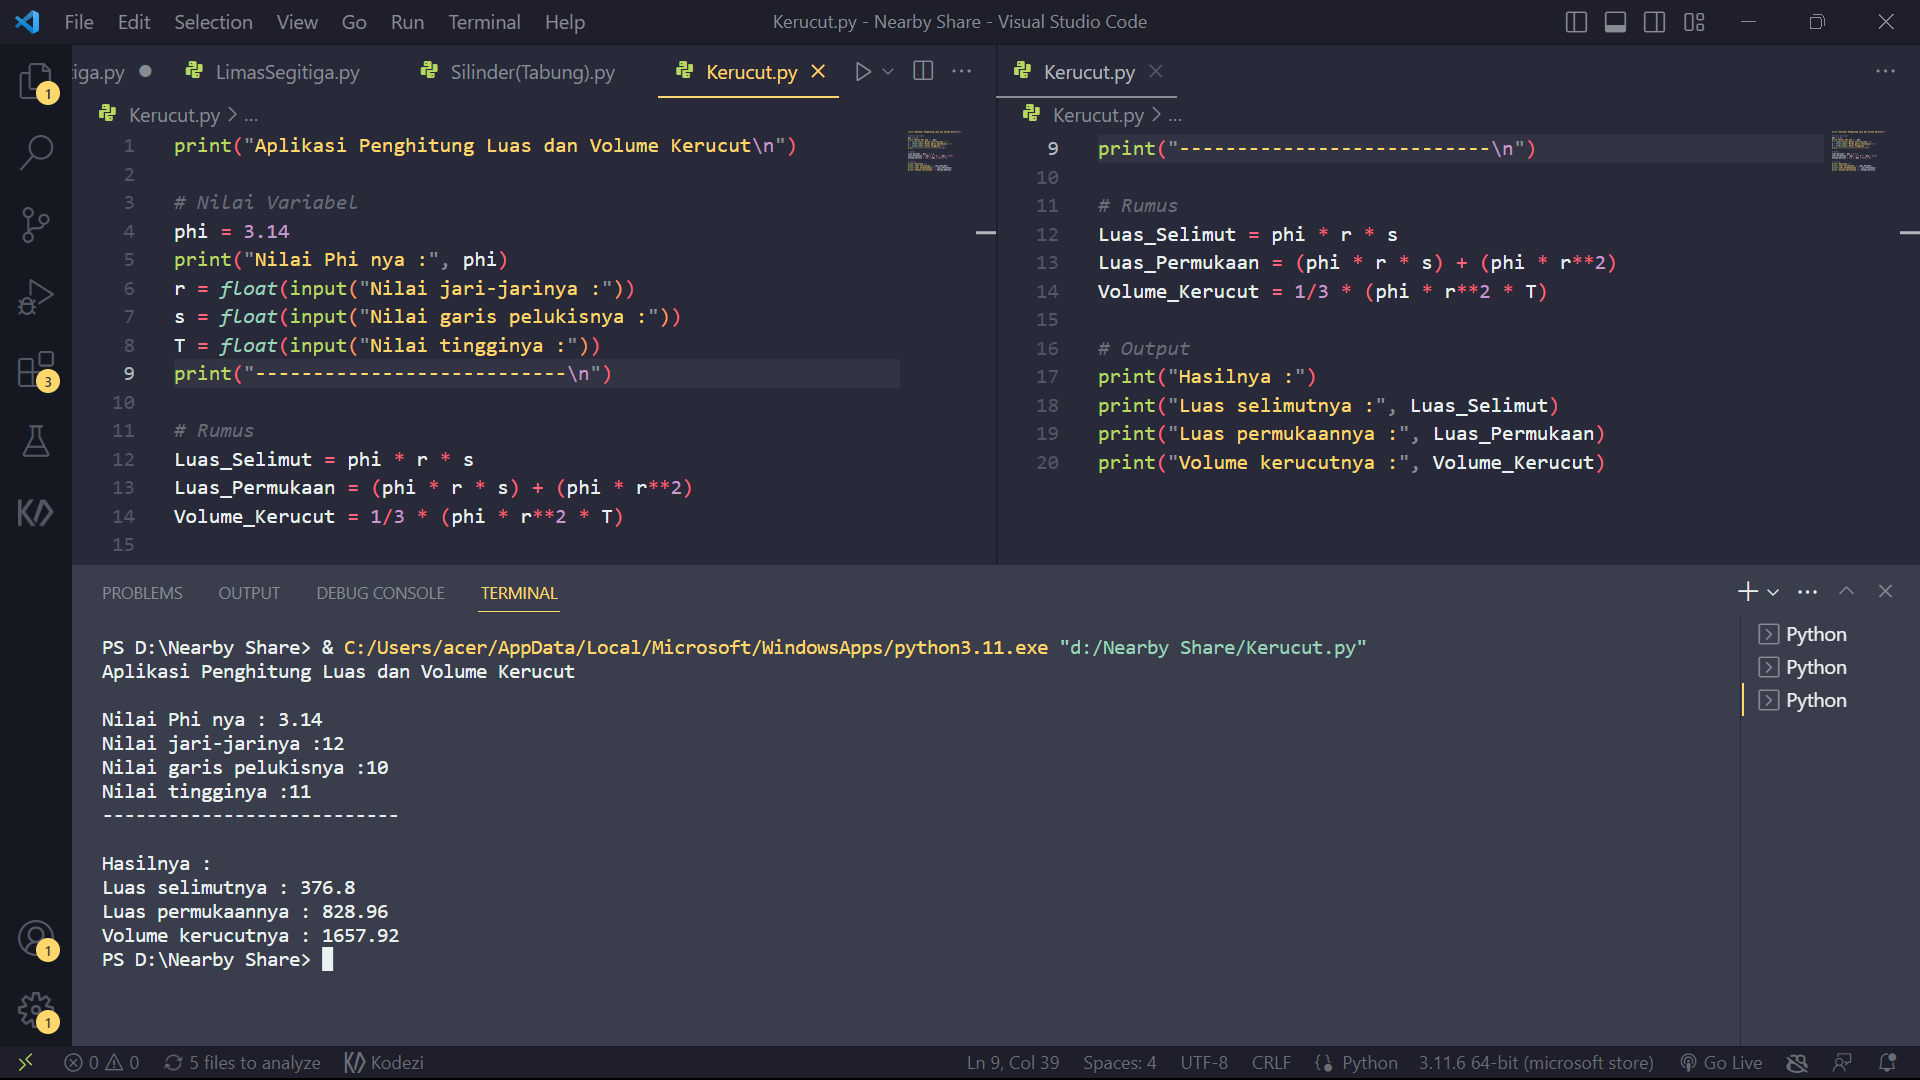 File Edit Selection View Go Run Terminal Help
Kerucut.py - Nearby Share - Visual Studio Code
iga.py
LimasSegitiga.py
Silinder(Tabung).py
Kerucut.py
Kerucut.py > ...
1 print("Aplikasi Penghitung Luas dan Volume Kerucut\n")
2
3 # Nilai Variabel
4 phi = 3.14
5 print("Nilai Phi nya :", phi)
6 r = float(input("Nilai jari-jarinya :"))
7 s = float(input("Nilai garis pelukisnya :"))
8 T = float(input("Nilai tingginya :"))
9 print("---------------------------\n")
10
11 # Rumus
12 Luas_Selimut = phi * r * s
13 Luas_Permukaan = (phi * r * s) + (phi * r**2)
14 Volume_Kerucut = 1/3 * (phi * r**2 * T)
15
Kerucut.py
Kerucut.py > ...
9 print("---------------------------\n")
10
11 # Rumus
12 Luas_Selimut = phi * r * s
13 Luas_Permukaan = (phi * r * s) + (phi * r**2)
14 Volume_Kerucut = 1/3 * (phi * r**2 * T)
15
16 # Output
17 print("Hasilnya :")
18 print("Luas selimutnya :", Luas_Selimut)
19 print("Luas permukaannya :", Luas_Permukaan)
20 print("Volume kerucutnya :", Volume_Kerucut)
PROBLEMS OUTPUT DEBUG CONSOLE TERMINAL
PS D:\Nearby Share> & C:/Users/acer/AppData/Local/Microsoft/WindowsApps/python3.11.exe "d:/Nearby Share/Kerucut.py"
Aplikasi Penghitung Luas dan Volume Kerucut
Nilai Phi nya : 3.14
Nilai jari-jarinya :12
Nilai garis pelukisnya :10
Nilai tingginya :11
---------------------------
Hasilnya :
Luas selimutnya : 376.8
Luas permukaannya : 828.96
Volume kerucutnya : 1657.92
PS D:\Nearby Share>
Python
Python
Python
1
3
1
1
0 0 5 files to analyze Kodezi
Ln 9, Col 39 Spaces: 4 UTF-8 CRLF Python 3.11.6 64-bit (microsoft store) Go Live